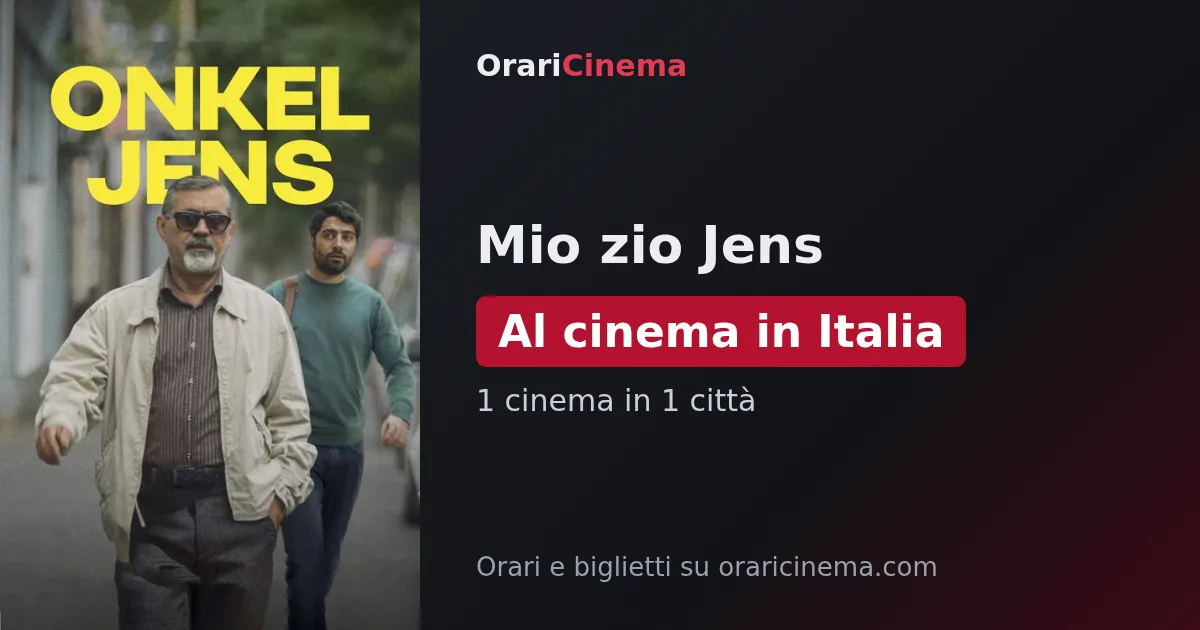 ONKEL
JENS
OrariCinema
Mio zio Jens
Al cinema in Italia
1 cinema in 1 città
Orari e biglietti su oraricinema.com